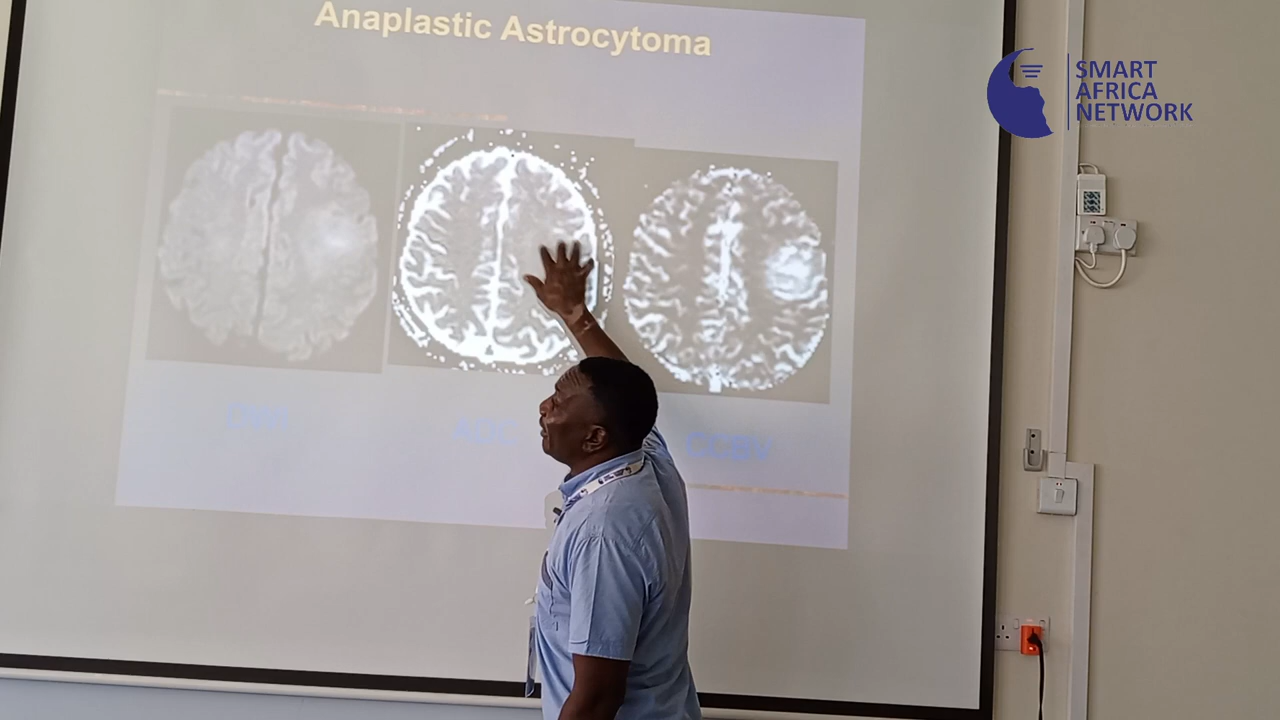 Anaplastic Astrocytoma
SMART
AFRICA
NETWORK
DWI
ADC